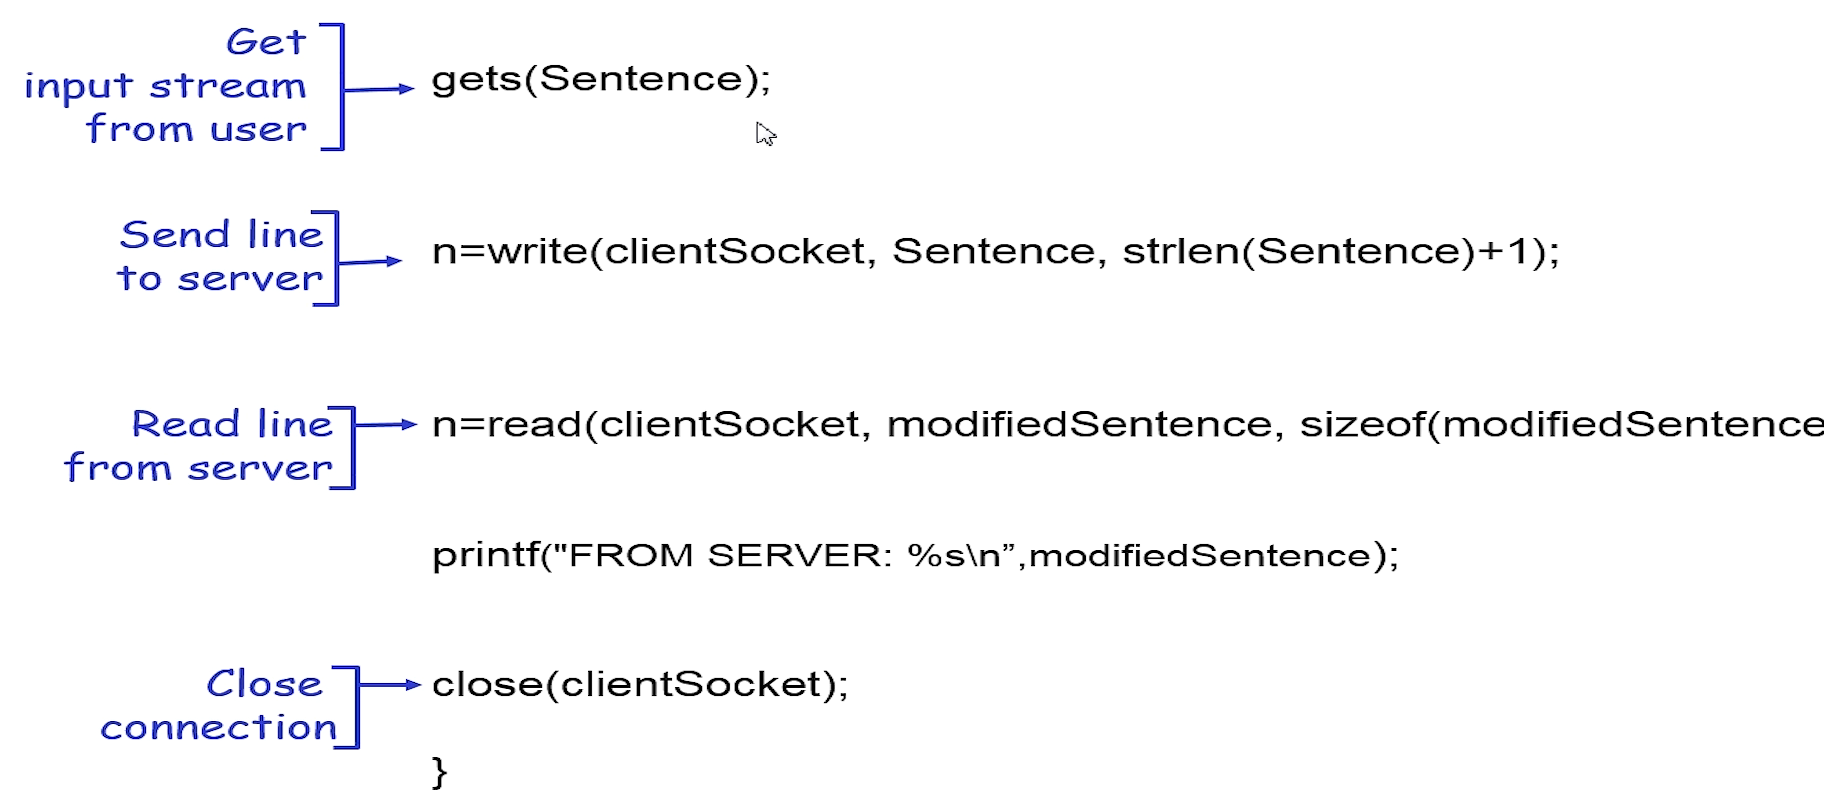 Get
input stream
from user
gets(Sentence);
Send line
to server
n=write(clientSocket, Sentence, strlen(Sentence)+1);
Read line
from server
n=read(clientSocket, modifiedSentence, sizeof(modifiedSentence
printf("FROM SERVER: %s\n”,modifiedSentence);
Close
connection
close(clientSocket);
}